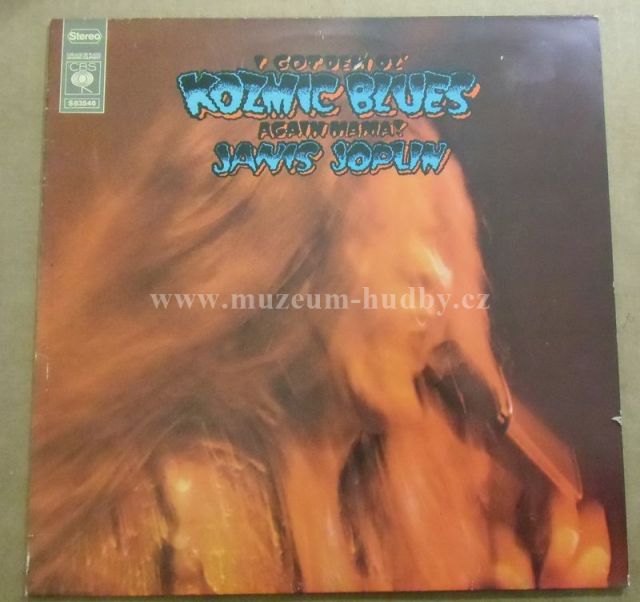 Stereo
CBS
S 63546
I GOT DEM OL'
KOZMIC BLUES
AGAIN MAMA!
JANIS JOPLIN
www.muzeum-hudby.cz